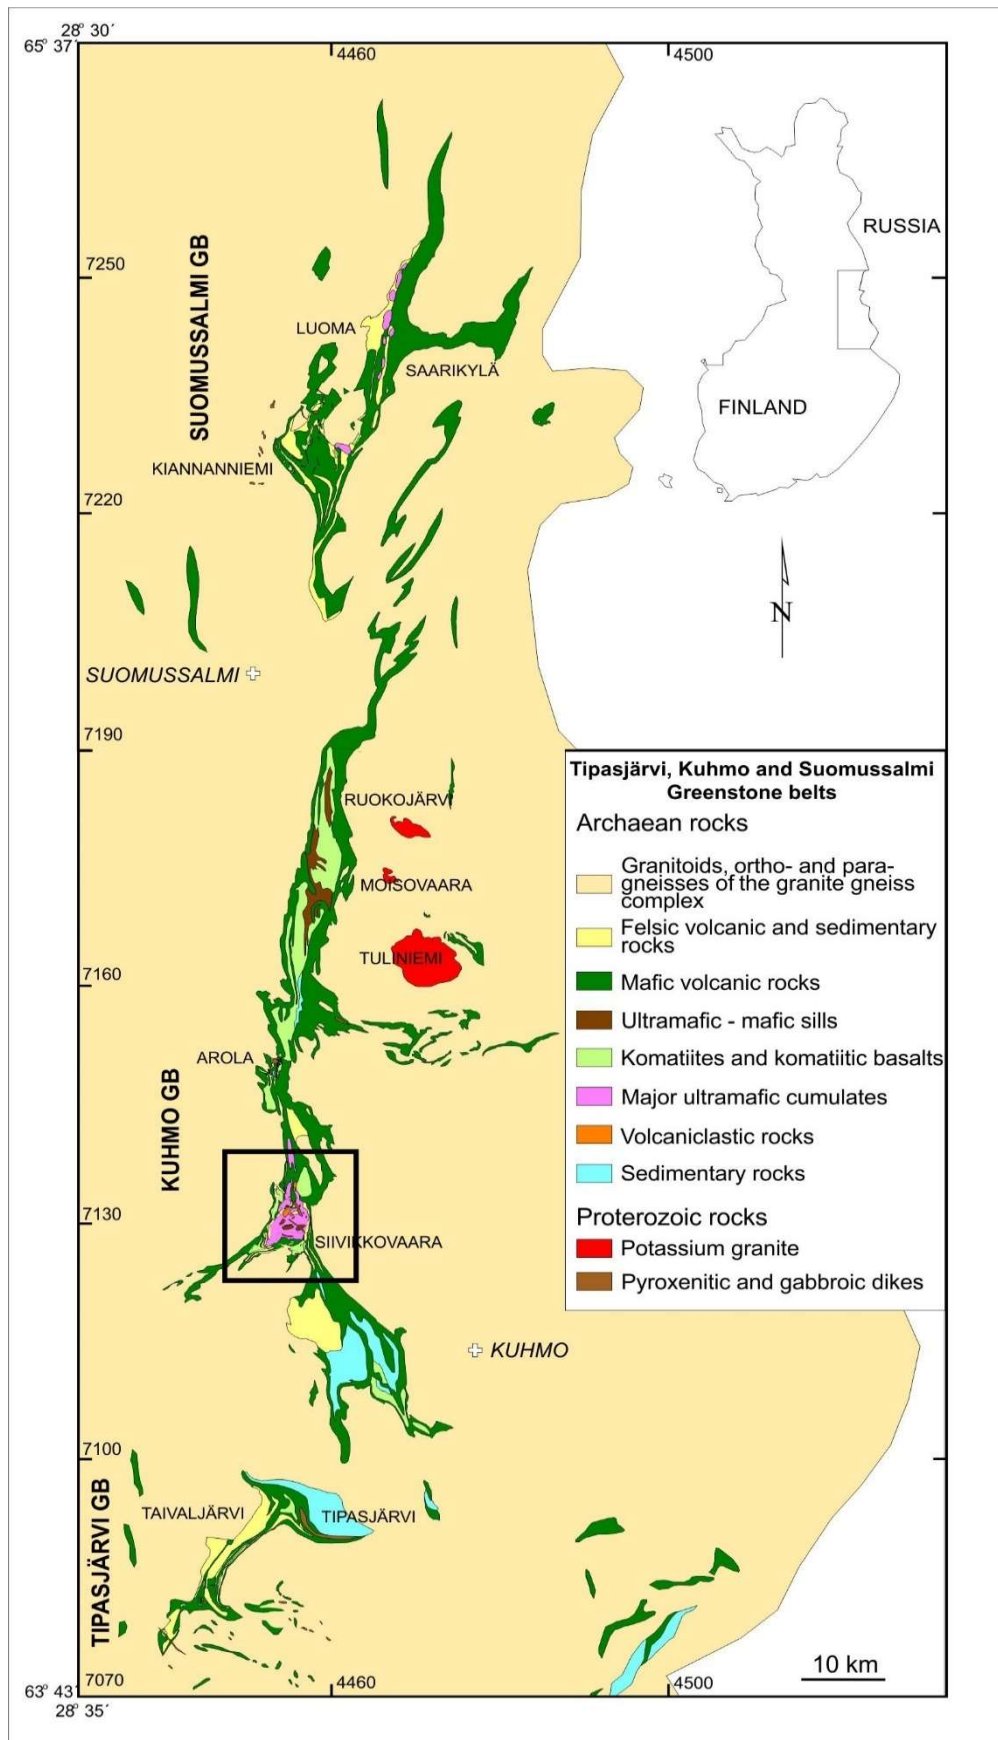 28° 30´
65° 37´
4460
4500
RUSSIA
SUOMUSSALMI GB
7250
LUOMA
SAARIKYLÄ
FINLAND
KIANNANIEMI
7220
N
SUOMUSSALMI
7190
Tipasjärvi, Kuhmo and Suomussalmi
Greenstone belts
Archaean rocks
Granitoids, ortho- and para-
gneisses of the granite gneiss
complex
Felsic volcanic and sedimentary
rocks
Mafic volcanic rocks
Ultramafic - mafic sills
Komatiites and komatiitic basalts
Major ultramafic cumulates
Volcaniclastic rocks
Sedimentary rocks
Proterozoic rocks
Potassium granite
Pyroxenitic and gabbroic dikes
RUOKOJÄRVI
MOISOVAARA
TULINIEMI
7160
AROLA
KUHMO GB
7130
SIIVIKKOVAARA
KUHMO
7100
TIPASJÄRVI GB
TAIVALJÄRVI
TIPASJÄRVI
10 km
7070
4460
4500
63° 43´
28° 35´